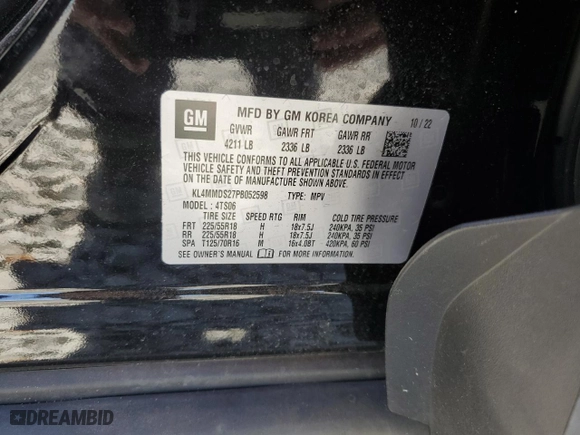 GM
MFD BY GM KOREA COMPANY 10 / 22
GVWR GAWR FRT GAWR RR
4211 LB 2336 LB 2336 LB
THIS VEHICLE CONFORMS TO ALL APPLICABLE U.S. FEDERAL MOTOR
VEHICLE SAFETY AND THEFT PREVENTION STANDARDS IN EFFECT ON
THE DATE OF MANUFACTURE SHOWN ABOVE.
KL4MMDS27PB052598 TYPE: MPV
MODEL: 4TS06
TIRE SIZE SPEED RTG RIM COLD TIRE PRESSURE
FRT 225/55R18 H 18x7.5J 240KPA, 35 PSI
RR 225/55R18 H 18x7.5J 240KPA, 35 PSI
SPA T125/70R16 M 16x4.0BT 420KPA, 60 PSI
SEE OWNER'S MANUAL FOR MORE INFORMATION.
DREAMBID